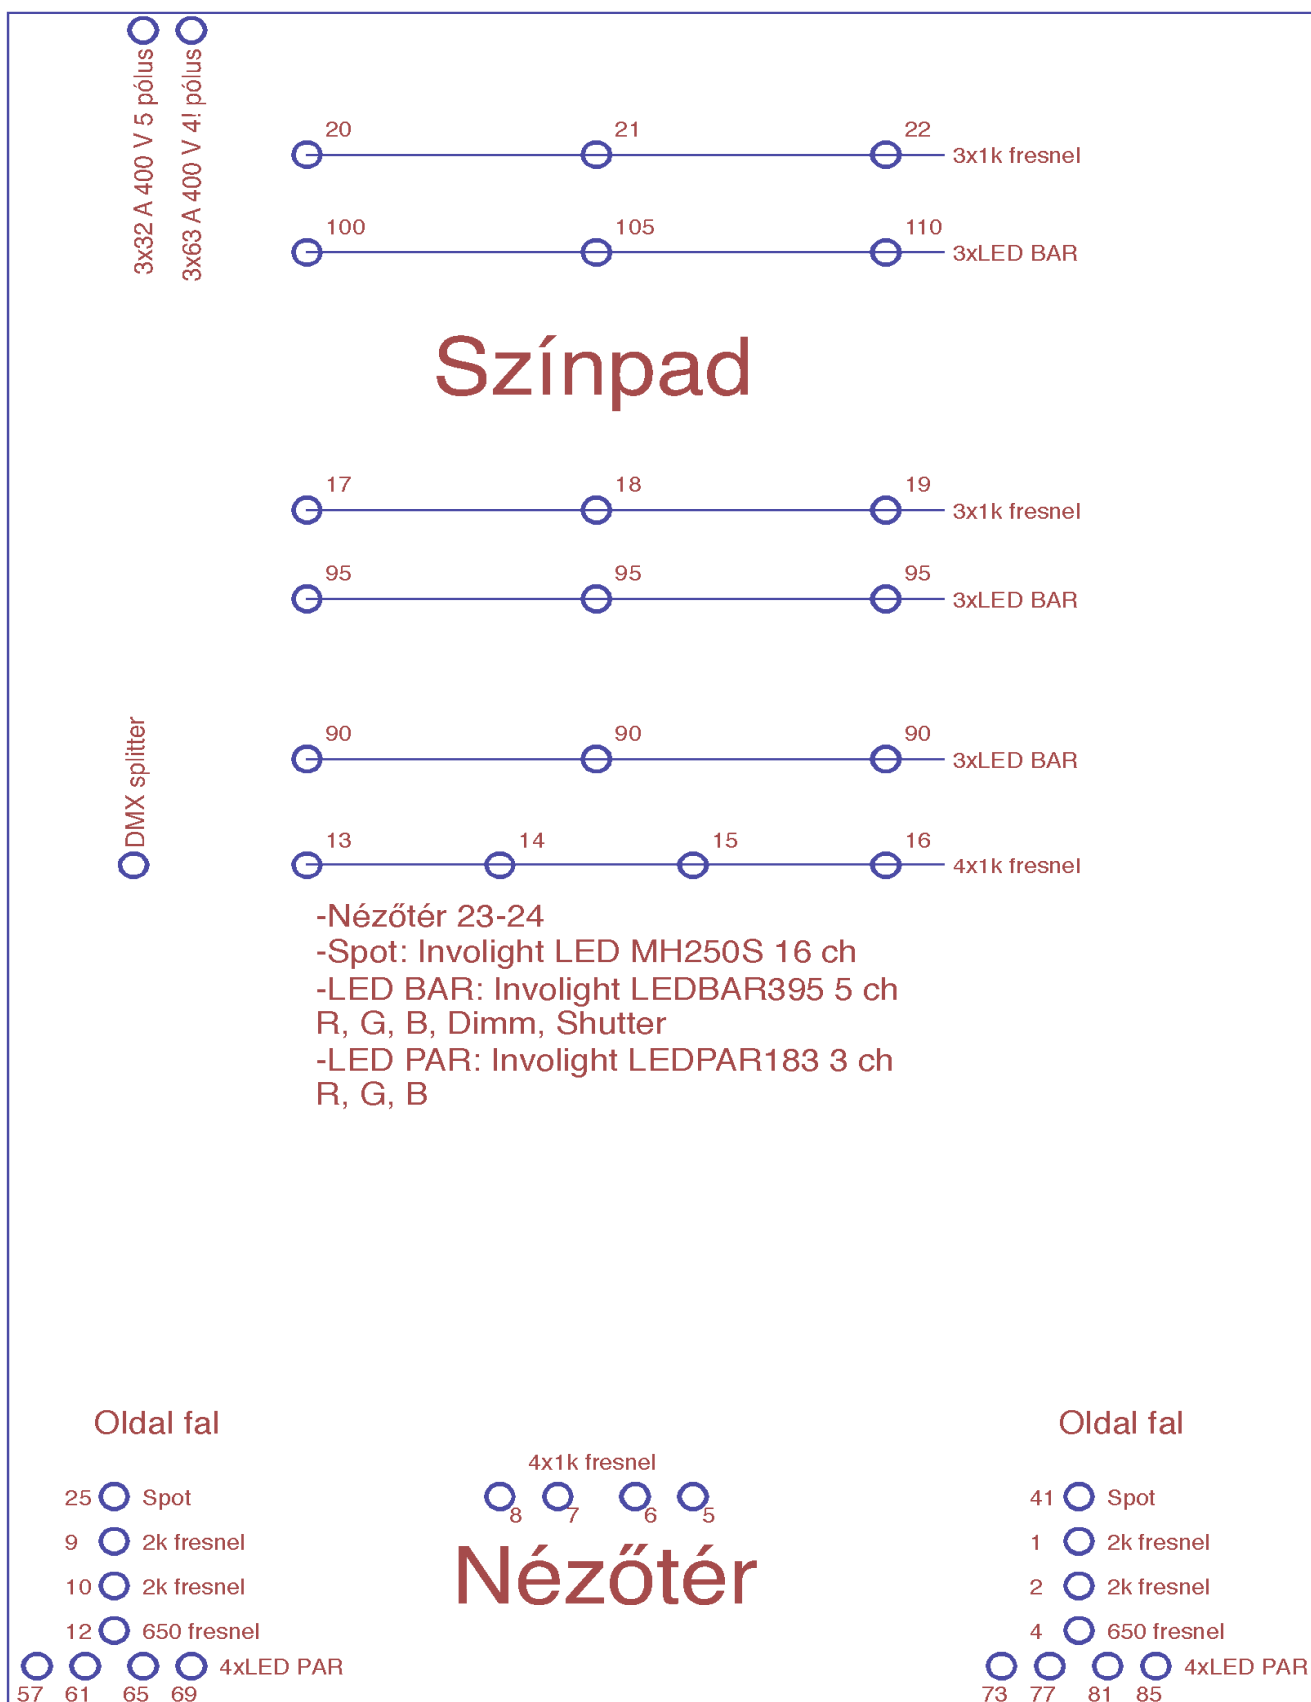 3x32 A 400 V 5 pólus
3x63 A 400 V 4! pólus
20 21 22
3x1k fresnel
100 105 110
3xLED BAR
Színpad
17 18 19
3x1k fresnel
95 95 95
3xLED BAR
DMX splitter
90 90 90
3xLED BAR
13 14 15 16
4x1k fresnel
-Nézőtér 23-24
-Spot: Involight LED MH250S 16 ch
-LED BAR: Involight LEDBAR395 5 ch
R, G, B, Dimm, Shutter
-LED PAR: Involight LEDPAR183 3 ch
R, G, B
Oldal fal
25 Spot
9 2k fresnel
10 2k fresnel
12 650 fresnel
4xLED PAR
57 61 65 69
4x1k fresnel
8 7 6 5
Nézőtér
Oldal fal
41 Spot
1 2k fresnel
2 2k fresnel
4 650 fresnel
4xLED PAR
73 77 81 85